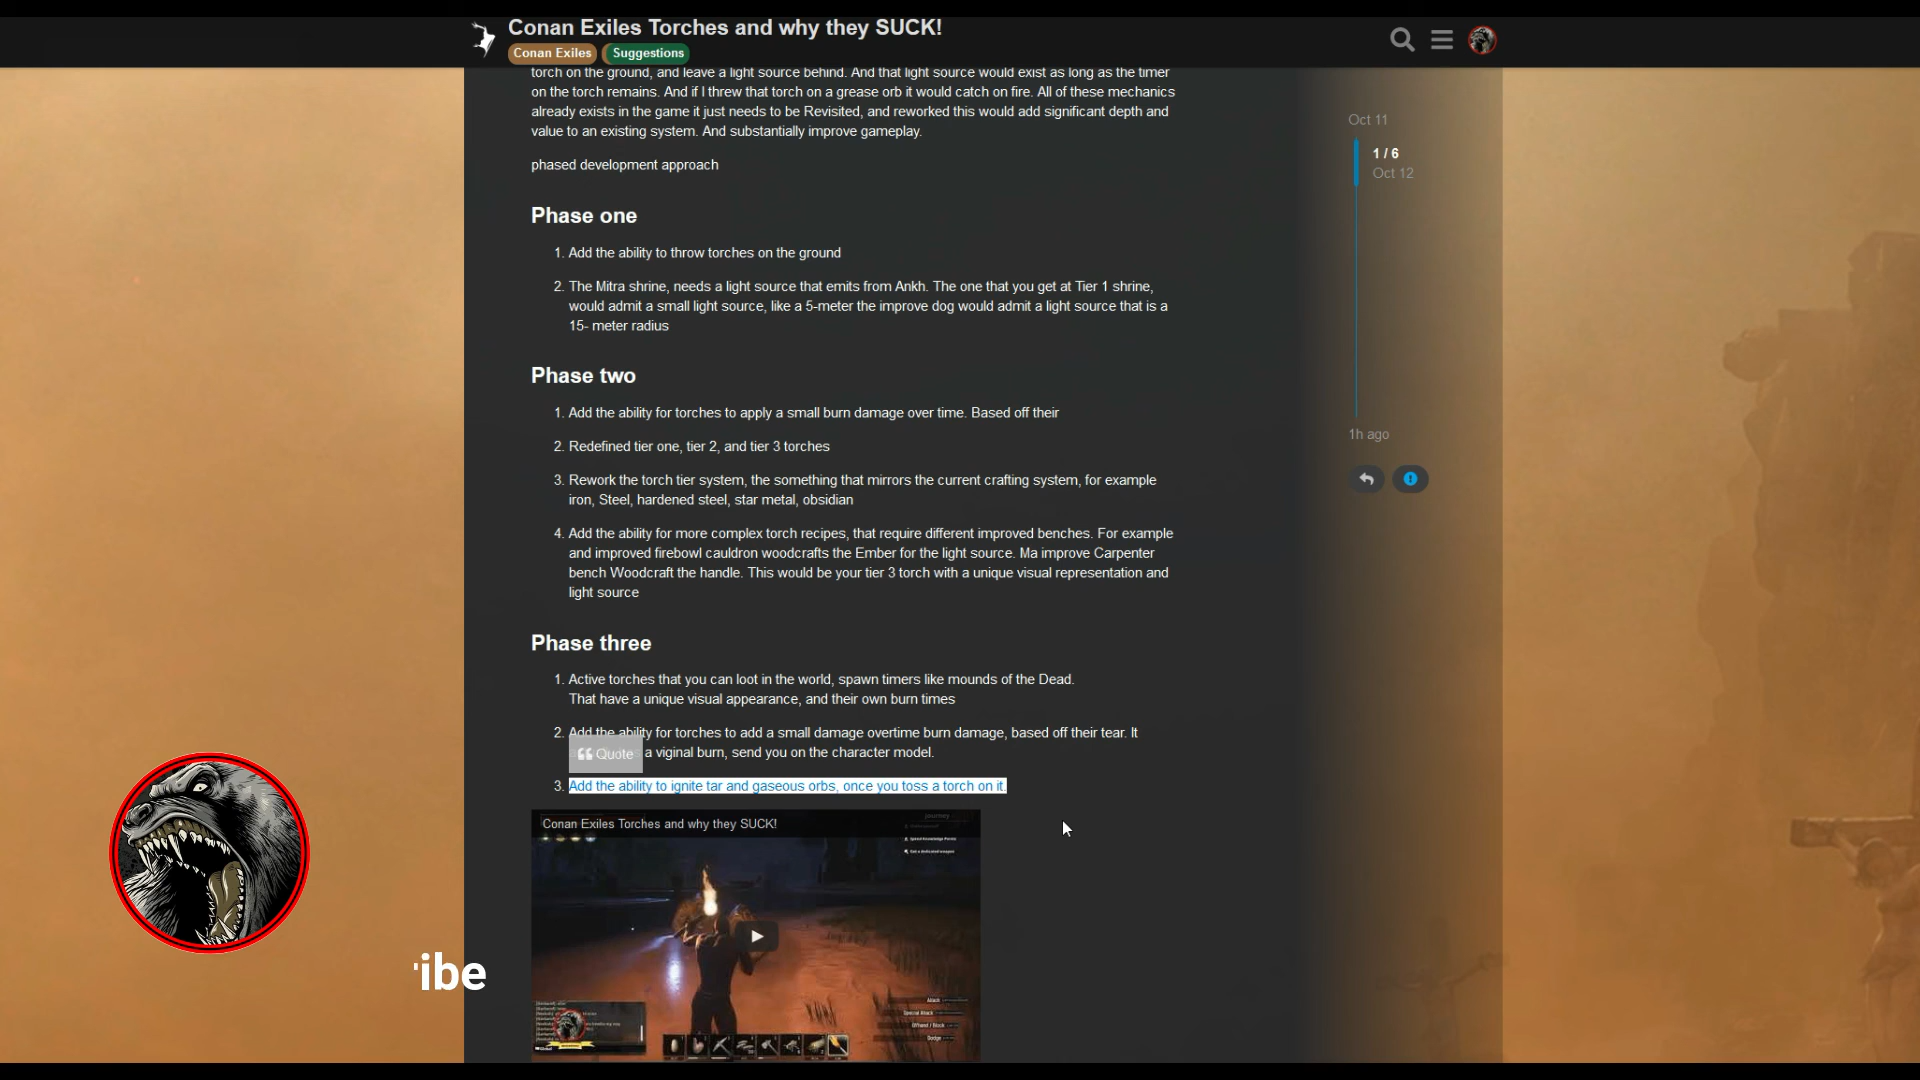 Conan Exiles Torches and why they SUCK!
Conan Exiles Suggestions
torch on the ground, and leave a light source behind. And that light source would exist as long as the timer
on the torch remains. And if I threw that torch on a grease orb it would catch on fire. All of these mechanics
already exists in the game it just needs to be Revisited, and reworked this would add significant depth and
value to an existing system. And substantially improve gameplay.
phased development approach
Phase one
1. Add the ability to throw torches on the ground
2. The Mitra shrine, needs a light source that emits from Ankh. The one that you get at Tier 1 shrine,
would admit a small light source, like a 5-meter the improve dog would admit a light source that is a
15- meter radius
Phase two
1. Add the ability for torches to apply a small burn damage over time. Based off their
2. Redefined tier one, tier 2, and tier 3 torches
3. Rework the torch tier system, the something that mirrors the current crafting system, for example
iron, Steel, hardened steel, star metal, obsidian
4. Add the ability for more complex torch recipes, that require different improved benches. For example
and improved firebowl cauldron woodcrafts the Ember for the light source. Ma improve Carpenter
bench Woodcraft the handle. This would be your tier 3 torch with a unique visual representation and
light source
Phase three
1. Active torches that you can loot in the world, spawn timers like mounds of the Dead.
That have a unique visual appearance, and their own burn times
2. Add the ability for torches to add a small damage overtime burn damage, based off their tear. It
Quote a viginal burn, send you on the character model.
3. Add the ability to ignite tar and gaseous orbs, once you toss a torch on it.
Conan Exiles Torches and why they SUCK!
journey
Attack
Special Attack
Offhand / Block
Dodge
Oct 11
1 / 6
Oct 12
1h ago
ibe